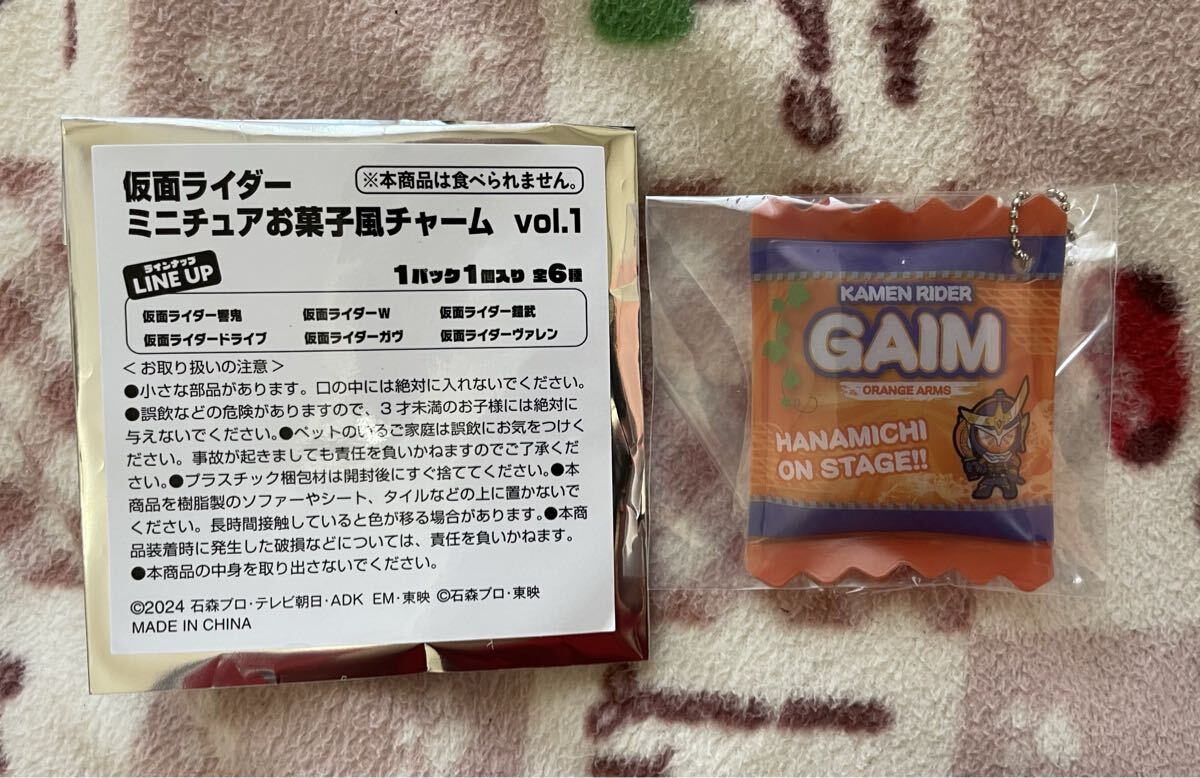 仮面ライダー
※本商品は食べられません。
ミニチュアお菓子風チャーム vol.1
ラインナップ
LINE UP
1パック1個入り 全6種
仮面ライダー響鬼 仮面ライダーW 仮面ライダー鎧武
仮面ライダードライブ 仮面ライダーガヴ 仮面ライダーヴァレン
＜お取り扱いの注意＞
●小さな部品があります。口の中には絶対に入れないでください。
●誤飲などの危険がありますので、３才未満のお子様には絶対に
与えないでください。●ペットのいるご家庭は誤飲にお気をつけく
ださい。事故が起きましても責任を負いかねますのでご了承くだ
さい。●プラスチック梱包材は開封後にすぐ捨ててください。●本
商品を樹脂製のソファーやシート、タイルなどの上に置かないで
ください。長時間接触していると色が移る場合があります。●本商
品装着時に発生した破損などについては、責任を負いかねます。
●本商品の中身を取り出さないでください。
©2024 石森プロ・テレビ朝日・ADK EM・東映 ©石森プロ・東映
MADE IN CHINA
KAMEN RIDER
GAIM
ORANGE ARMS
HANAMICHI
ON STAGE!!